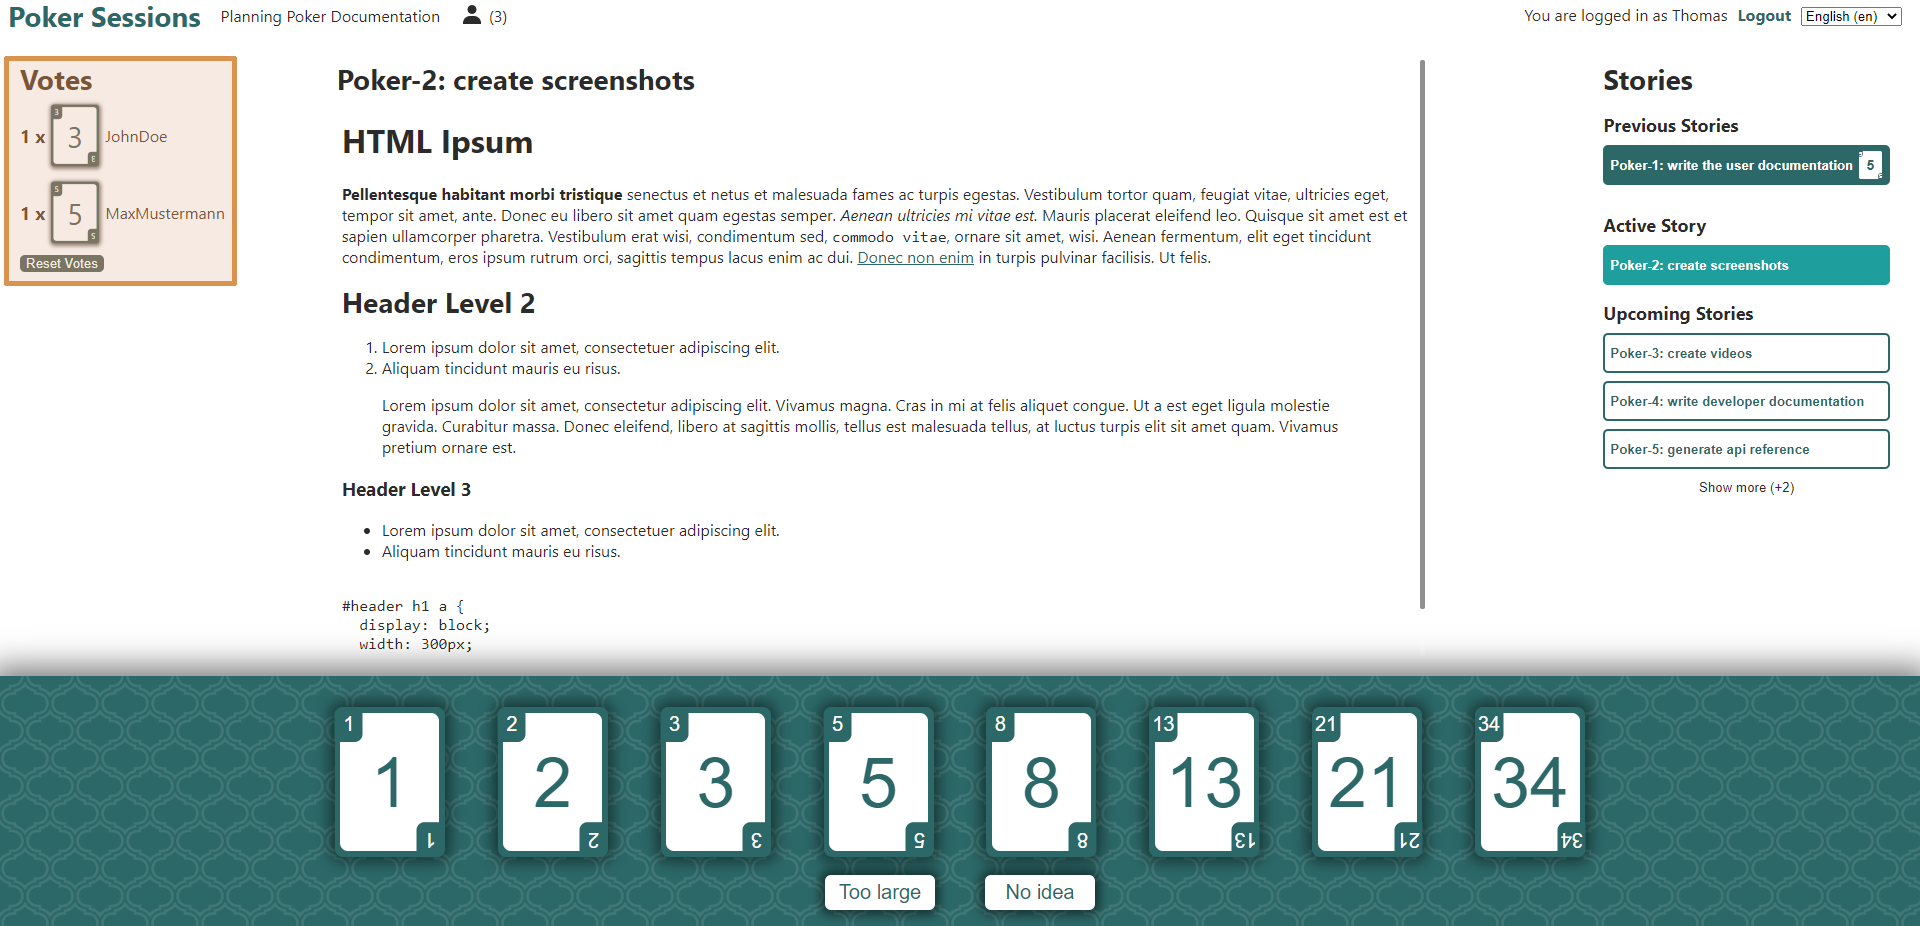 Poker Sessions Planning Poker Documentation (3) You are logged in as Thomas Logout English (en)
Votes
1 x 3 3 3 JohnDoe
1 x 5 5 5 MaxMustermann
Reset Votes
Poker-2: create screenshots
HTML Ipsum
Pellentesque habitant morbi tristique senectus et netus et malesuada fames ac turpis egestas. Vestibulum tortor quam, feugiat vitae, ultricies eget,
tempor sit amet, ante. Donec eu libero sit amet quam egestas semper. Aenean ultricies mi vitae est. Mauris placerat eleifend leo. Quisque sit amet est et
sapien ullamcorper pharetra. Vestibulum erat wisi, condimentum sed, commodo vitae, ornare sit amet, wisi. Aenean fermentum, elit eget tincidunt
condimentum, eros ipsum rutrum orci, sagittis tempus lacus enim ac dui. Donec non enim in turpis pulvinar facilisis. Ut felis.
Header Level 2
1. Lorem ipsum dolor sit amet, consectetuer adipiscing elit.
2. Aliquam tincidunt mauris eu risus.
Lorem ipsum dolor sit amet, consectetur adipiscing elit. Vivamus magna. Cras in mi at felis aliquet congue. Ut a est eget ligula molestie
gravida. Curabitur massa. Donec eleifend, libero at sagittis mollis, tellus est malesuada tellus, at luctus turpis elit sit amet quam. Vivamus
pretium ornare est.
Header Level 3
• Lorem ipsum dolor sit amet, consectetuer adipiscing elit.
• Aliquam tincidunt mauris eu risus.
#header h1 a {
display: block;
width: 300px;
Stories
Previous Stories
Poker-1: write the user documentation 5
Active Story
Poker-2: create screenshots
Upcoming Stories
Poker-3: create videos
Poker-4: write developer documentation
Poker-5: generate api reference
Show more (+2)
1 2 3 5 8 13 21 34
1 2 3 5 8 13 21 34
1 2 3 5 8 13 21 34
Too large No idea